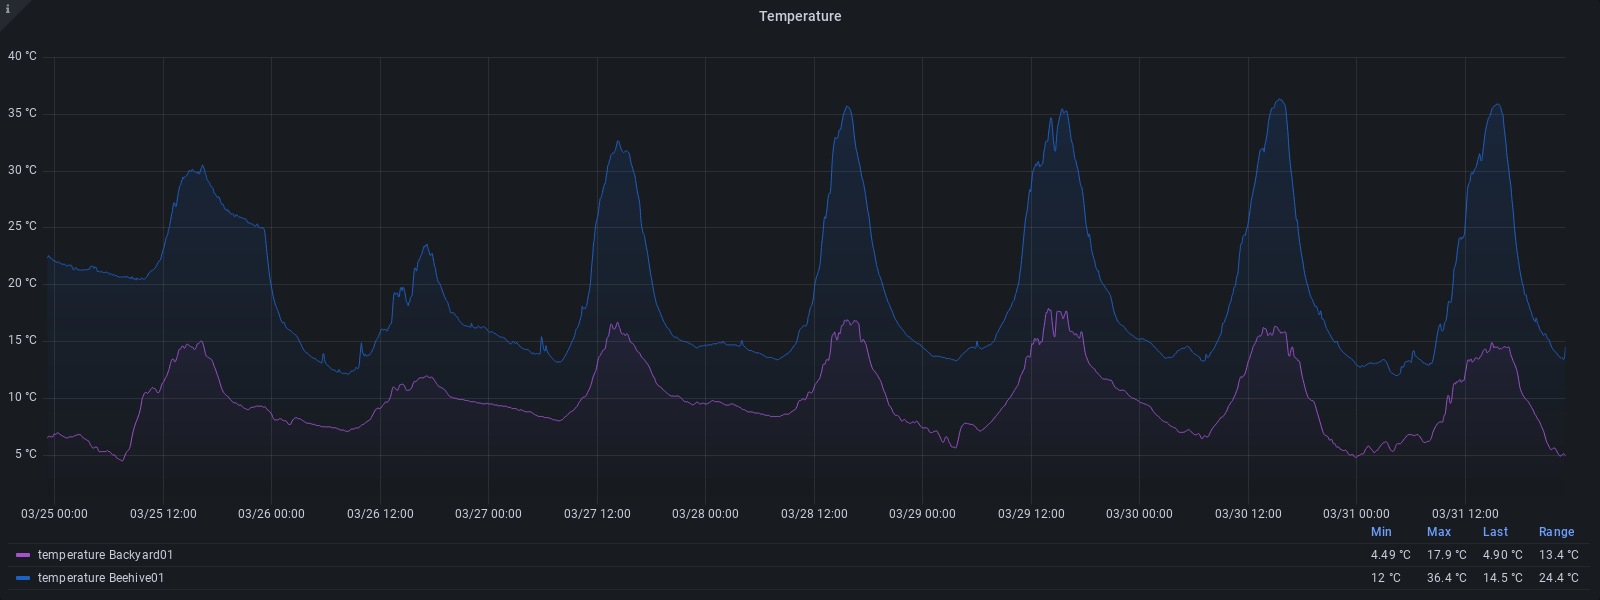 i
Temperature
40 °C
35 °C
30 °C
25 °C
20 °C
15 °C
10 °C
5 °C
03/25 00:00 03/25 12:00 03/26 00:00 03/26 12:00 03/27 00:00 03/27 12:00 03/28 00:00 03/28 12:00 03/29 00:00 03/29 12:00 03/30 00:00 03/30 12:00 03/31 00:00 03/31 12:00
Min Max Last Range
temperature Backyard01 4.49 °C 17.9 °C 4.90 °C 13.4 °C
temperature Beehive01 12 °C 36.4 °C 14.5 °C 24.4 °C